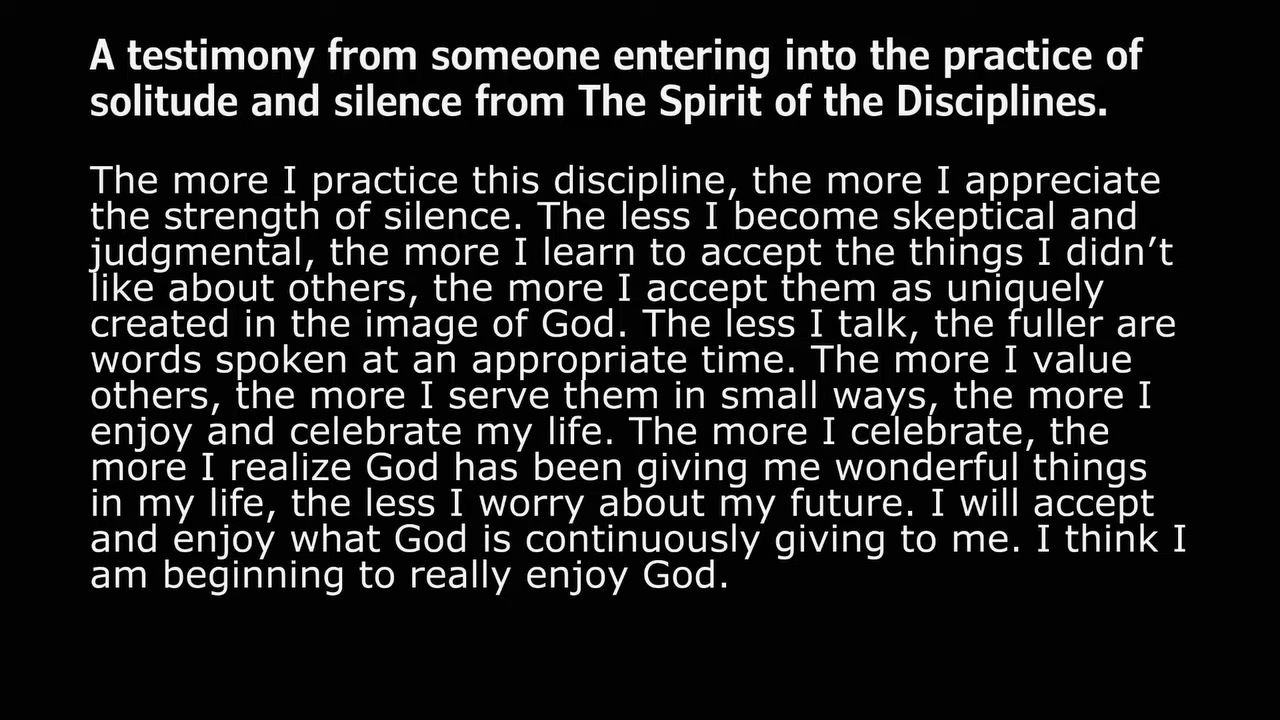 A testimony from someone entering into the practice of
solitude and silence from The Spirit of the Disciplines.
The more I practice this discipline, the more I appreciate
the strength of silence. The less I become skeptical and
judgmental, the more I learn to accept the things I didn’t
like about others, the more I accept them as uniquely
created in the image of God. The less I talk, the fuller are
words spoken at an appropriate time. The more I value
others, the more I serve them in small ways, the more I
enjoy and celebrate my life. The more I celebrate, the
more I realize God has been giving me wonderful things
in my life, the less I worry about my future. I will accept
and enjoy what God is continuously giving to me. I think I
am beginning to really enjoy God.